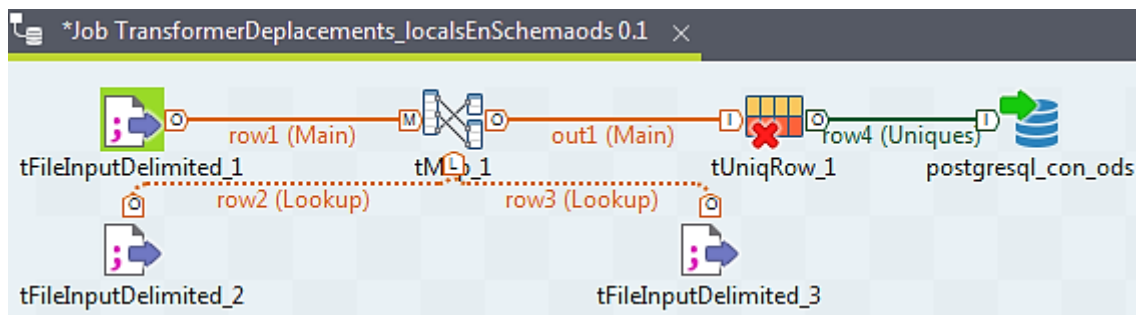 *Job TransformerDeplacements_localsEnSchemaods 0.1
row1 (Main)
out1 (Main)
row4 (Uniques)
tFileInputDelimited_1
tMap_1
tUniqRow_1
postgresql_con_ods
row2 (Lookup)
row3 (Lookup)
tFileInputDelimited_2
tFileInputDelimited_3